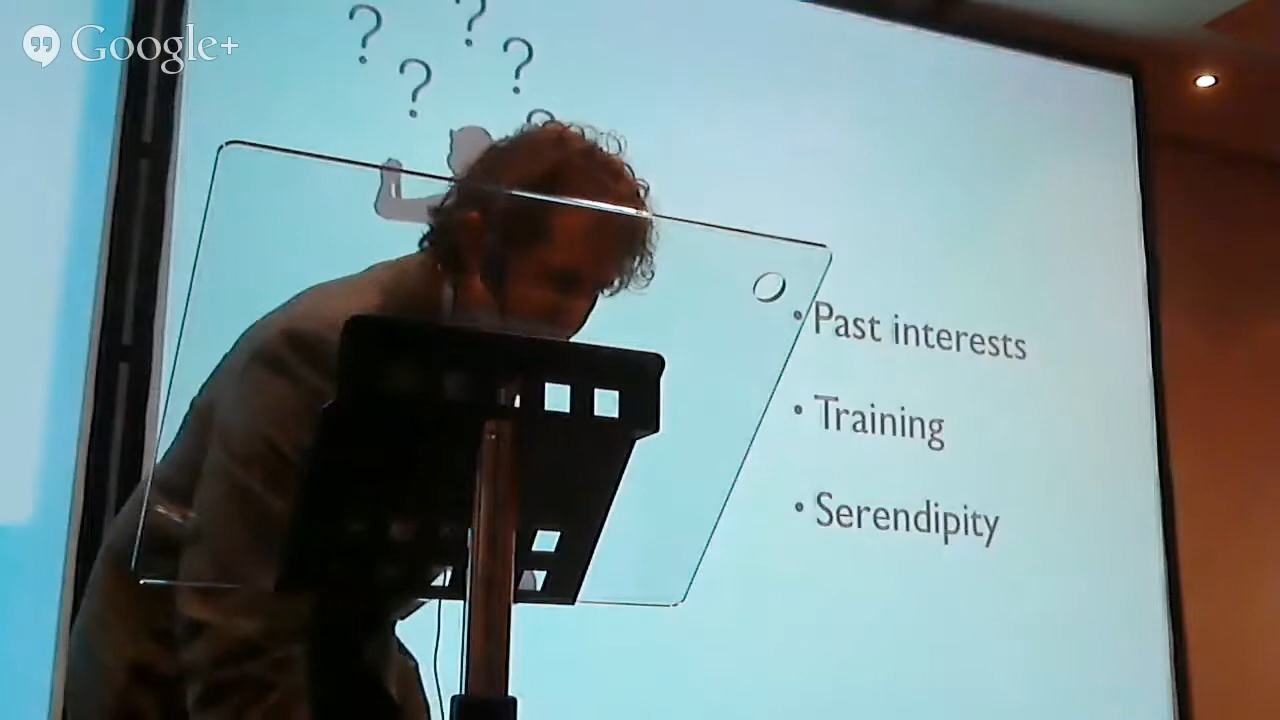 Google+
? ? ? ? ?
• Past interests
• Training
• Serendipity